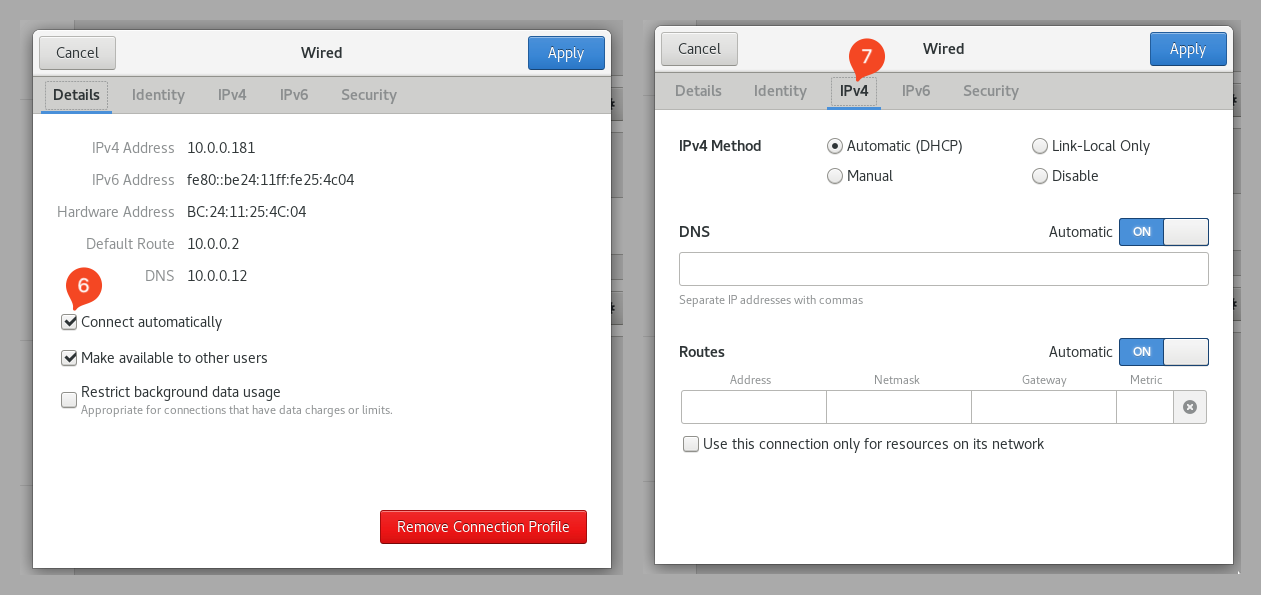 Cancel Wired Apply
Details Identity IPv4 IPv6 Security
IPv4 Address 10.0.0.181
IPv6 Address fe80::be24:11ff:fe25:4c04
Hardware Address BC:24:11:25:4C:04
Default Route 10.0.0.2
DNS 10.0.0.12
6
Connect automatically
Make available to other users
Restrict background data usage
Appropriate for connections that have data charges or limits.
Remove Connection Profile
Cancel Wired Apply
7
Details Identity IPv4 IPv6 Security
IPv4 Method Automatic (DHCP) Link-Local Only
Manual Disable
DNS Automatic ON
Separate IP addresses with commas
Routes Automatic ON
Address Netmask Gateway Metric
Use this connection only for resources on its network